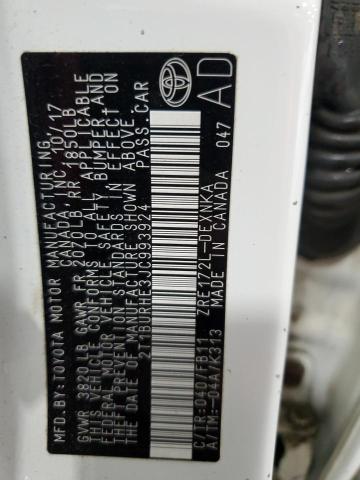 MFD.BY:TOYOTA MOTOR MANUFACTURING,
CANADA, INC. 10/17
GVWR 3820LB GAWR FR 2070LB RR 1850LB
THIS VEHICLE CONFORMS TO ALL APPLICABLE
FEDERAL MOTOR VEHICLE SAFETY, BUMPER AND
THEFT PREVENTION STANDARDS IN EFFECT ON
THE DATE OF MANUFACTURE SHOWN ABOVE.
2T1BURHE3JC993924 PASS.CAR
ZRE172L-DEXNKA
C/TR:040/FB11 MADE IN CANADA 047
A/TM:-04A/K313
AD